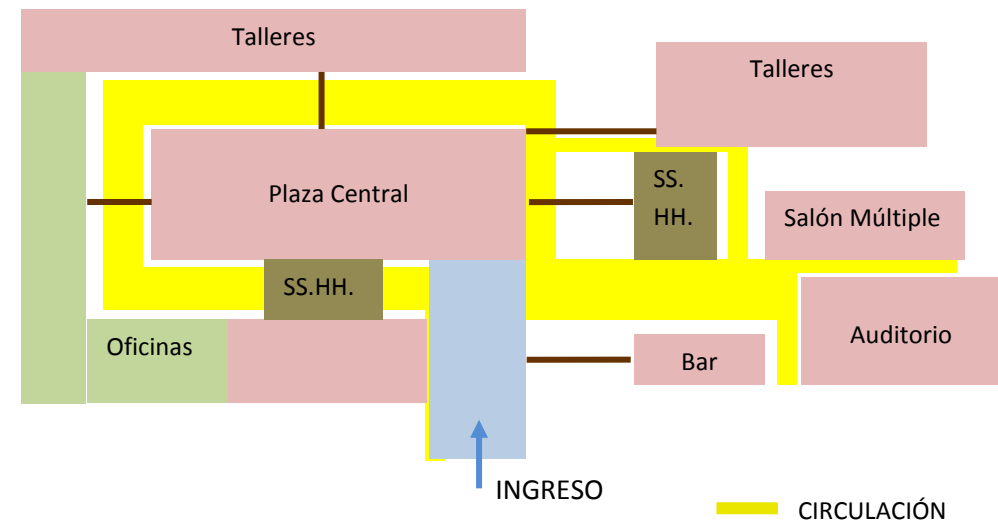 Talleres
Talleres
Plaza Central
SS.
HH.
Salón Múltiple
SS.HH.
Oficinas
Bar
Auditorio
INGRESO
CIRCULACIÓN